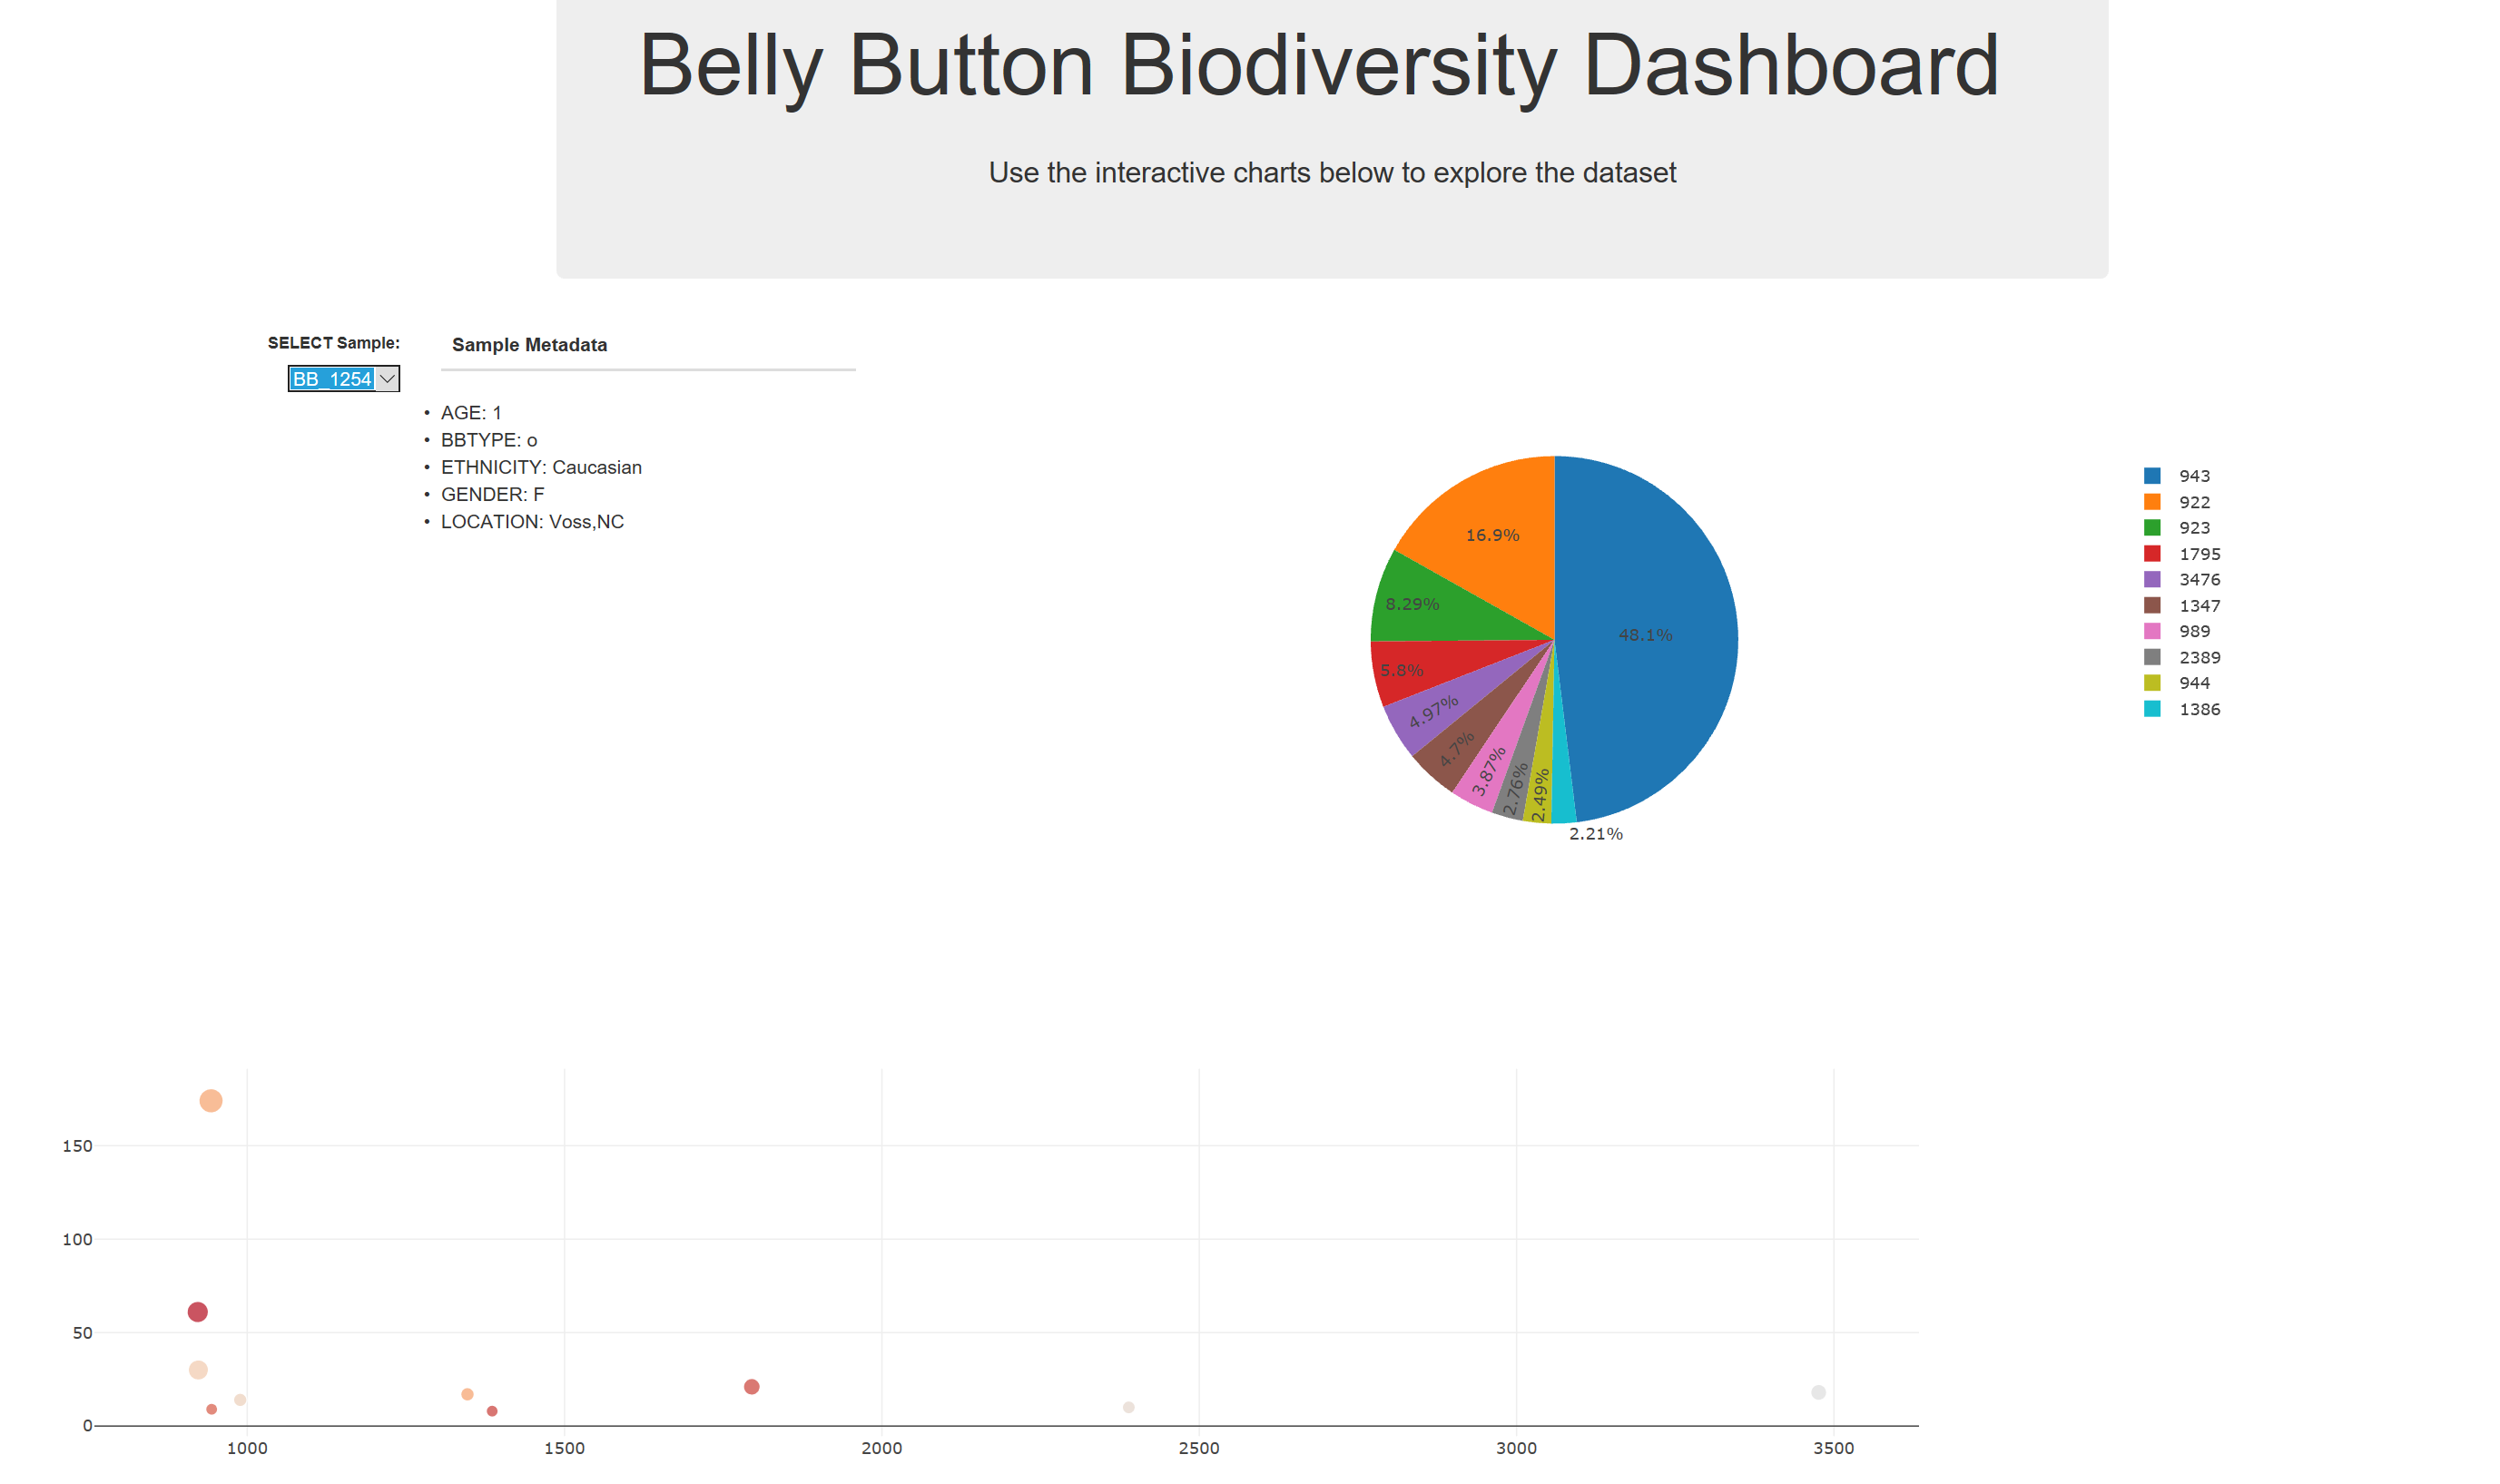 Belly Button Biodiversity Dashboard
Use the interactive charts below to explore the dataset
SELECT Sample:
BB_1254
Sample Metadata
• AGE: 1
• BBTYPE: o
• ETHNICITY: Caucasian
• GENDER: F
• LOCATION: Voss,NC
16.9%
8.29%
48.1%
5.8%
4.97%
4.7%
3.87%
2.76%
2.49%
2.21%
943
922
923
1795
3476
1347
989
2389
944
1386
150
100
50
0
1000 1500 2000 2500 3000 3500